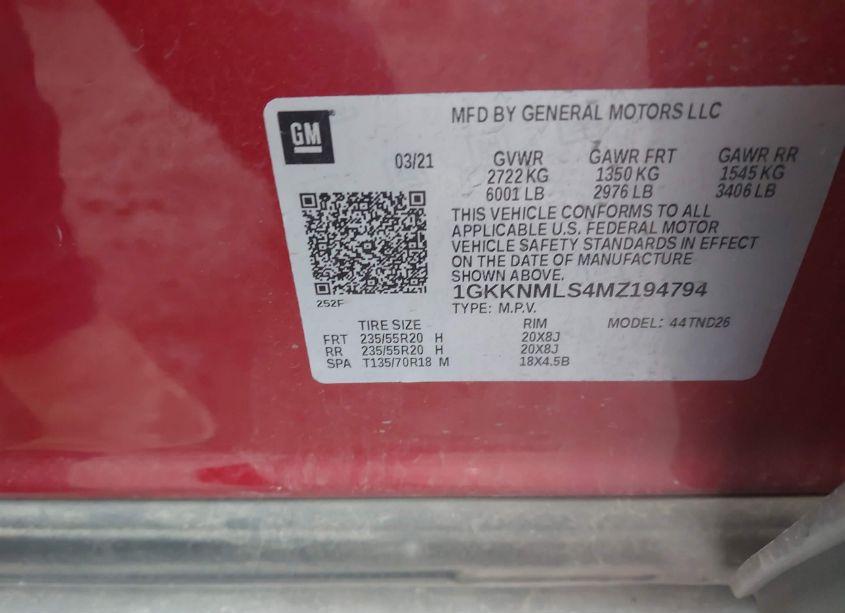 GM
MFD BY GENERAL MOTORS LLC
03/21 GVWR GAWR FRT GAWR RR
2722 KG 1350 KG 1545 KG
6001 LB 2976 LB 3406 LB
THIS VEHICLE CONFORMS TO ALL
APPLICABLE U.S. FEDERAL MOTOR
VEHICLE SAFETY STANDARDS IN EFFECT
ON THE DATE OF MANUFACTURE
SHOWN ABOVE.
1GKKNMLS4MZ194794
252F
TYPE: M.P.V.
TIRE SIZE RIM MODEL: 44TND26
FRT 235/55R20 H 20X8J
RR 235/55R20 H 20X8J
SPA T135/70R18 M 18X4.5B